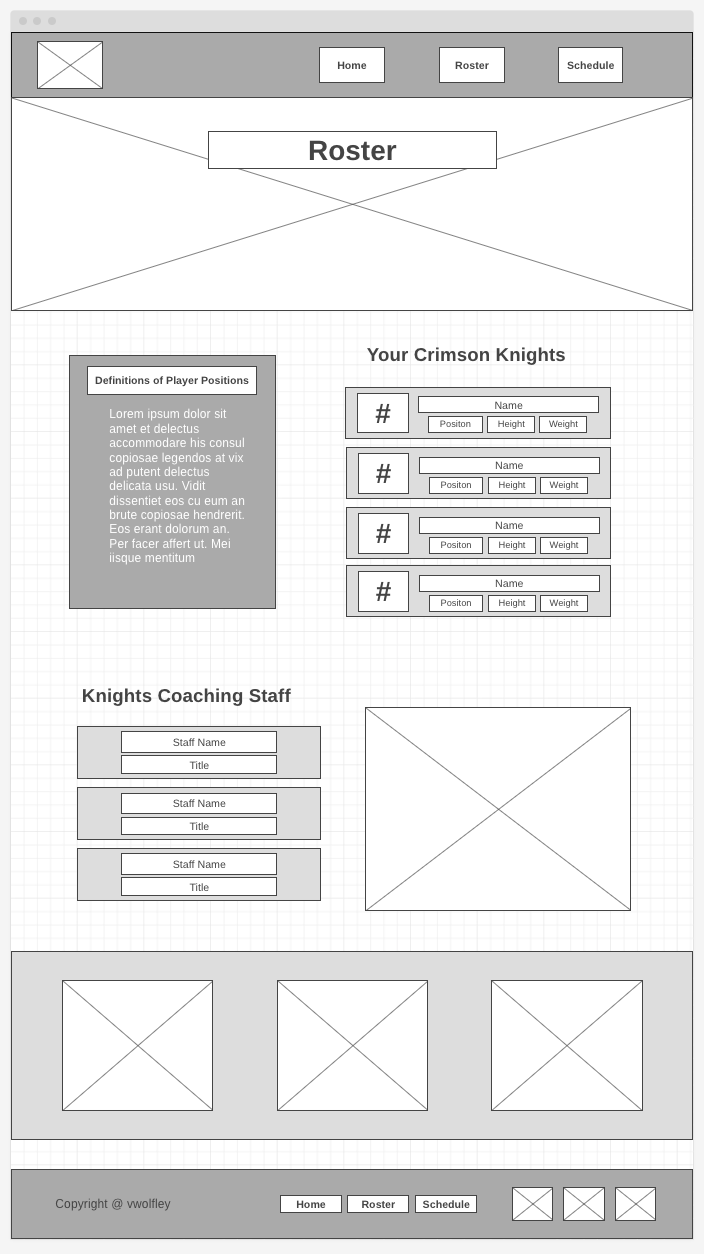 Home
Roster
Schedule
Roster
Definitions of Player Positions
Lorem ipsum dolor sit
amet et delectus
accommodare his consul
copiosae legendos at vix
ad putent delectus
delicata usu. Vidit
dissentiet eos cu eum an
brute copiosae hendrerit.
Eos erant dolorum an.
Per facer affert ut. Mei
iisque mentitum
Your Crimson Knights
#
Name
Positon
Height
Weight
#
Name
Positon
Height
Weight
#
Name
Positon
Height
Weight
#
Name
Positon
Height
Weight
Knights Coaching Staff
Staff Name
Title
Staff Name
Title
Staff Name
Title
Copyright @ vwolfley
Home
Roster
Schedule